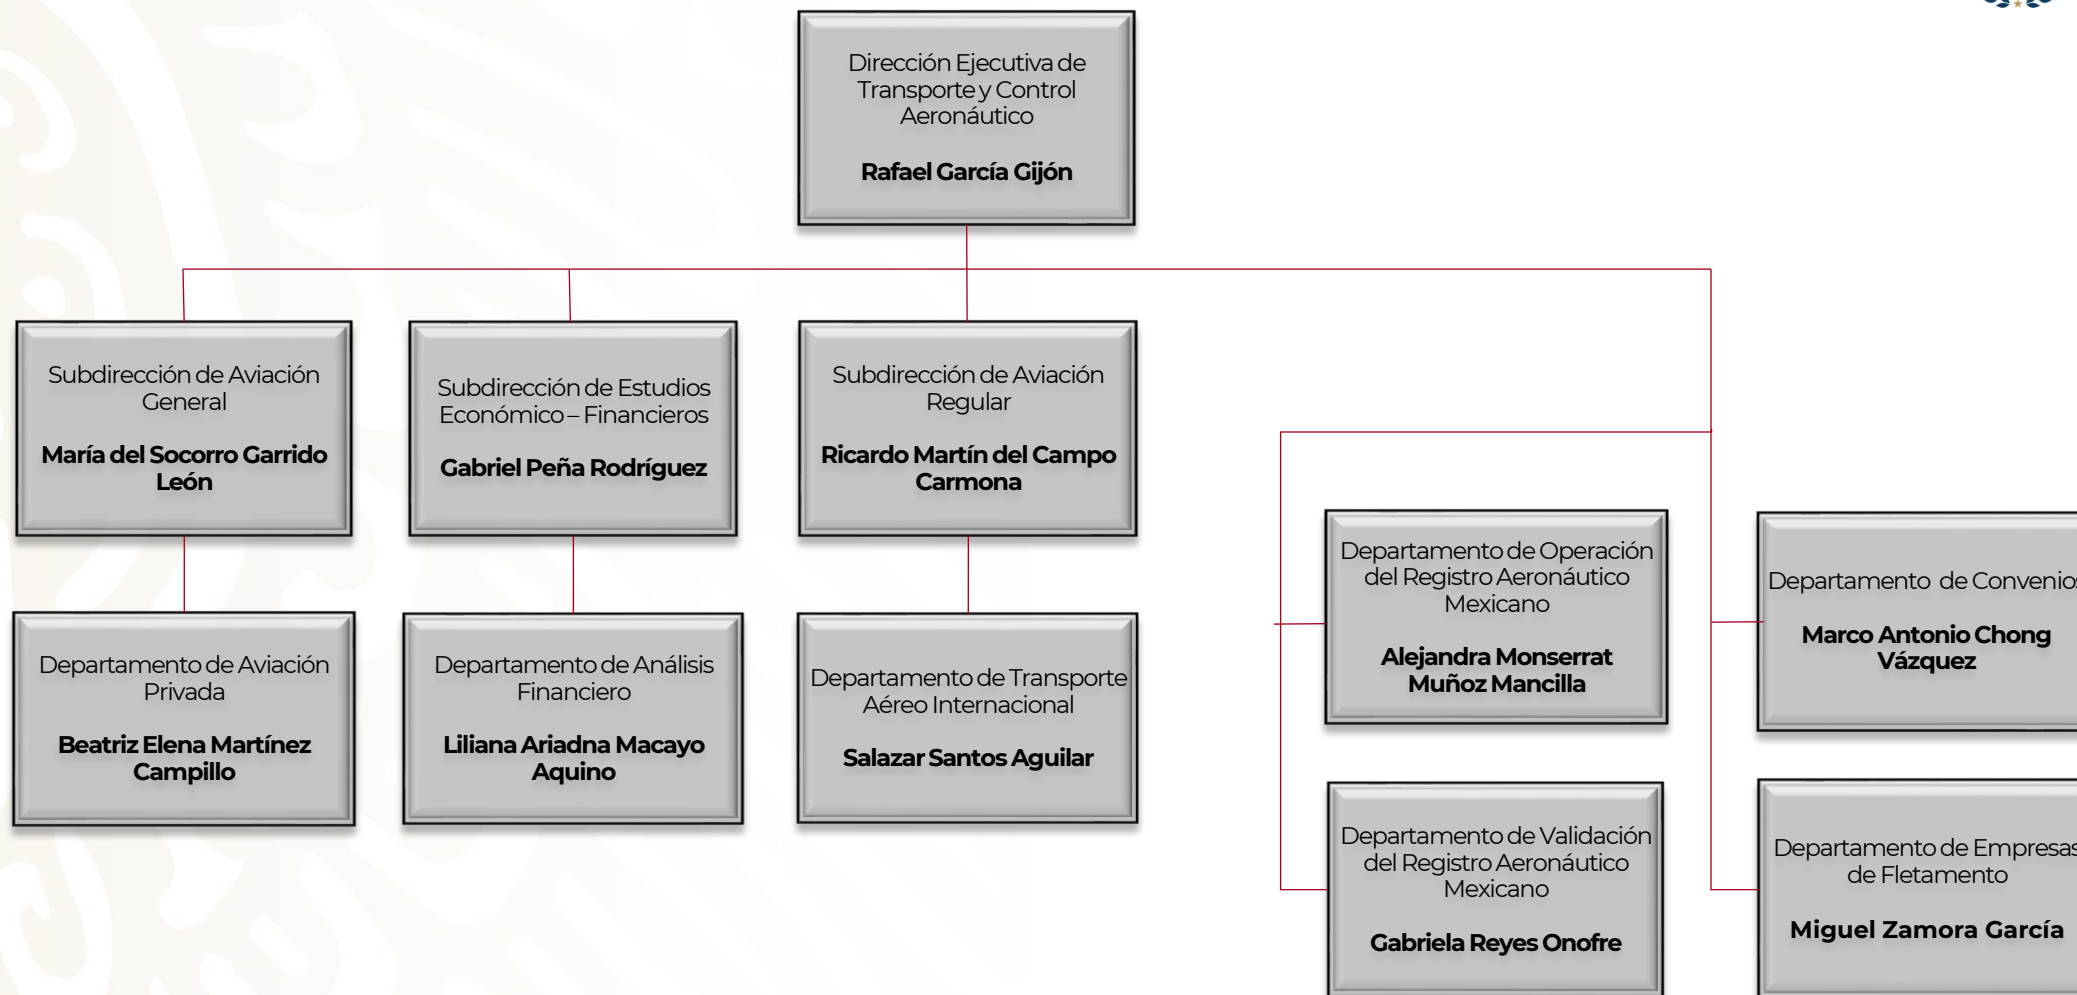 Dirección Ejecutiva de
Transporte y Control
Aeronáutico
Rafael García Gijón
Subdirección de Aviación
General
María del Socorro Garrido
León
Subdirección de Estudios
Económico – Financieros
Gabriel Peña Rodríguez
Subdirección de Aviación
Regular
Ricardo Martín del Campo
Carmona
Departamento de Aviación
Privada
Beatriz Elena Martínez
Campillo
Departamento de Análisis
Financiero
Liliana Ariadna Macayo
Aquino
Departamento de Transporte
Aéreo Internacional
Salazar Santos Aguilar
Departamento de Operación
del Registro Aeronáutico
Mexicano
Alejandra Monserrat
Muñoz Mancilla
Departamento de Convenios
Marco Antonio Chong
Vázquez
Departamento de Validación
del Registro Aeronáutico
Mexicano
Gabriela Reyes Onofre
Departamento de Empresas
de Fletamento
Miguel Zamora García